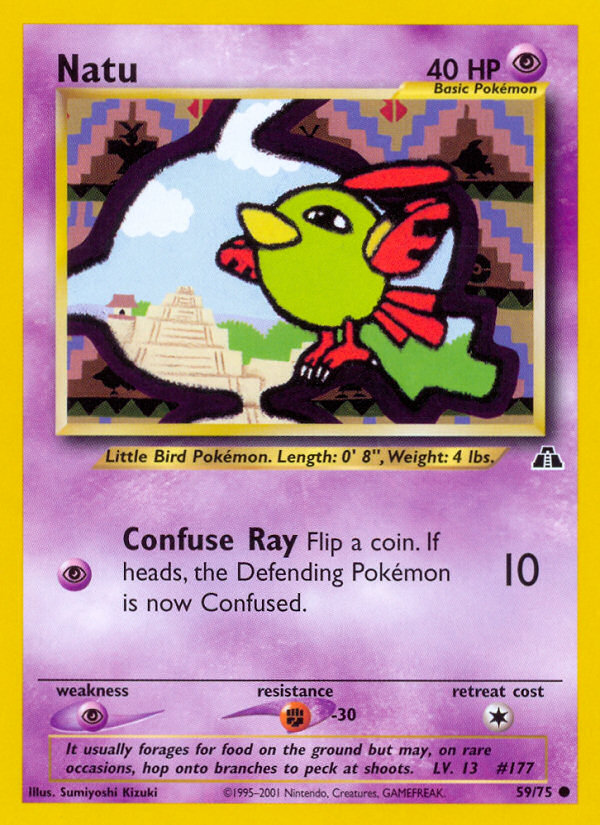 Natu
40 HP
Basic Pokémon
Little Bird Pokémon. Length: 0' 8", Weight: 4 lbs.
Confuse Ray Flip a coin. If
heads, the Defending Pokémon
is now Confused.
10
weakness
resistance
retreat cost
-30
It usually forages for food on the ground but may, on rare
occasions, hop onto branches to peck at shoots. LV. 13 #177
Illus. Sumiyoshi Kizuki
©1995-2001 Nintendo, Creatures, GAMEFREAK.
59/75